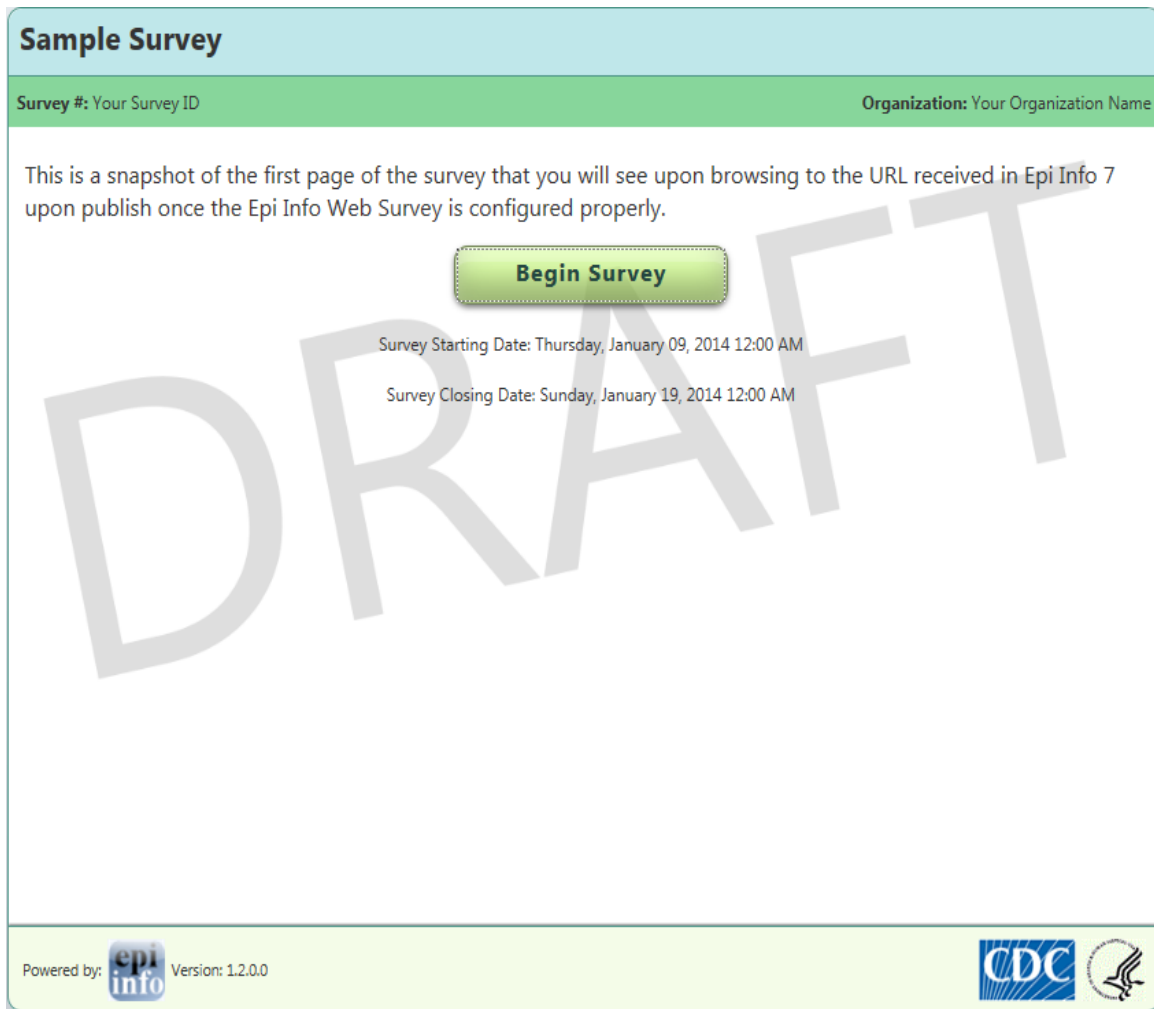 Sample Survey
Survey #: Your Survey ID
Organization: Your Organization Name
This is a snapshot of the first page of the survey that you will see upon browsing to the URL received in Epi Info 7
upon publish once the Epi Info Web Survey is configured properly.
Begin Survey
Survey Starting Date: Thursday, January 09, 2014 12:00 AM
Survey Closing Date: Sunday, January 19, 2014 12:00 AM
DRAFT
Powered by:
epi
info
Version: 1.2.0.0
CDC